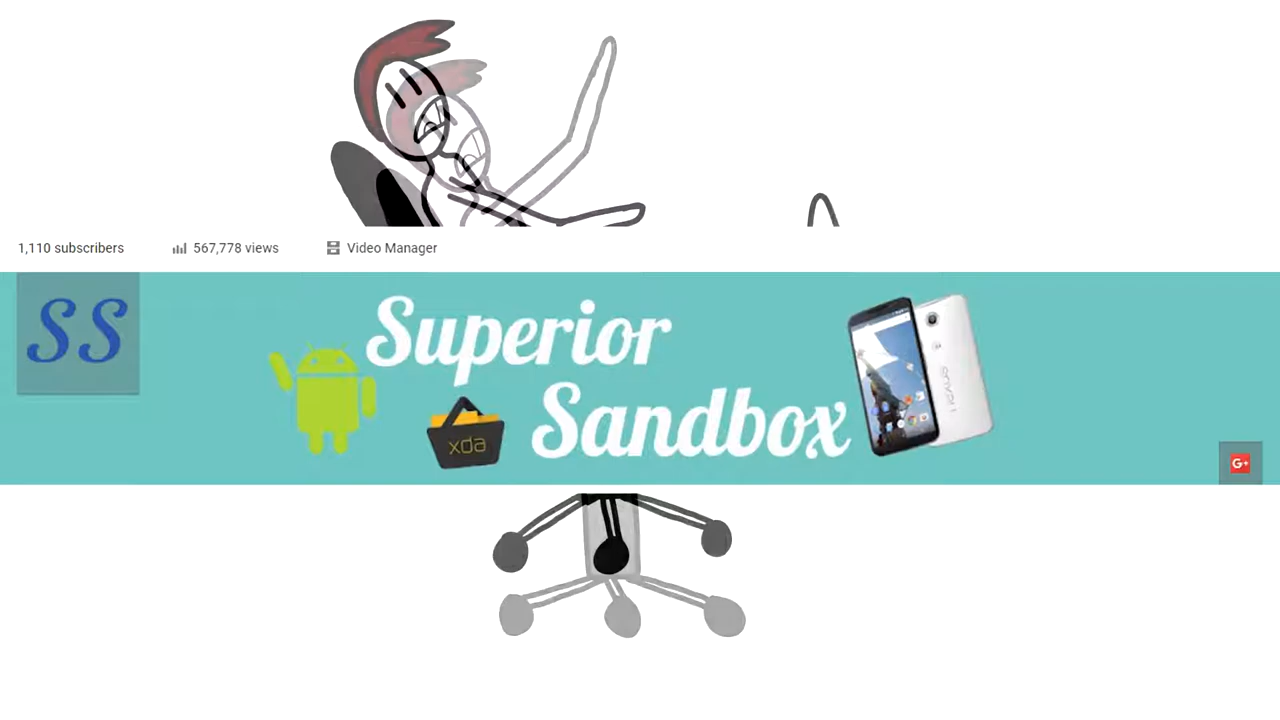 1,110 subscribers 567,778 views Video Manager
SS
Superior
Sandbox
xda
G+